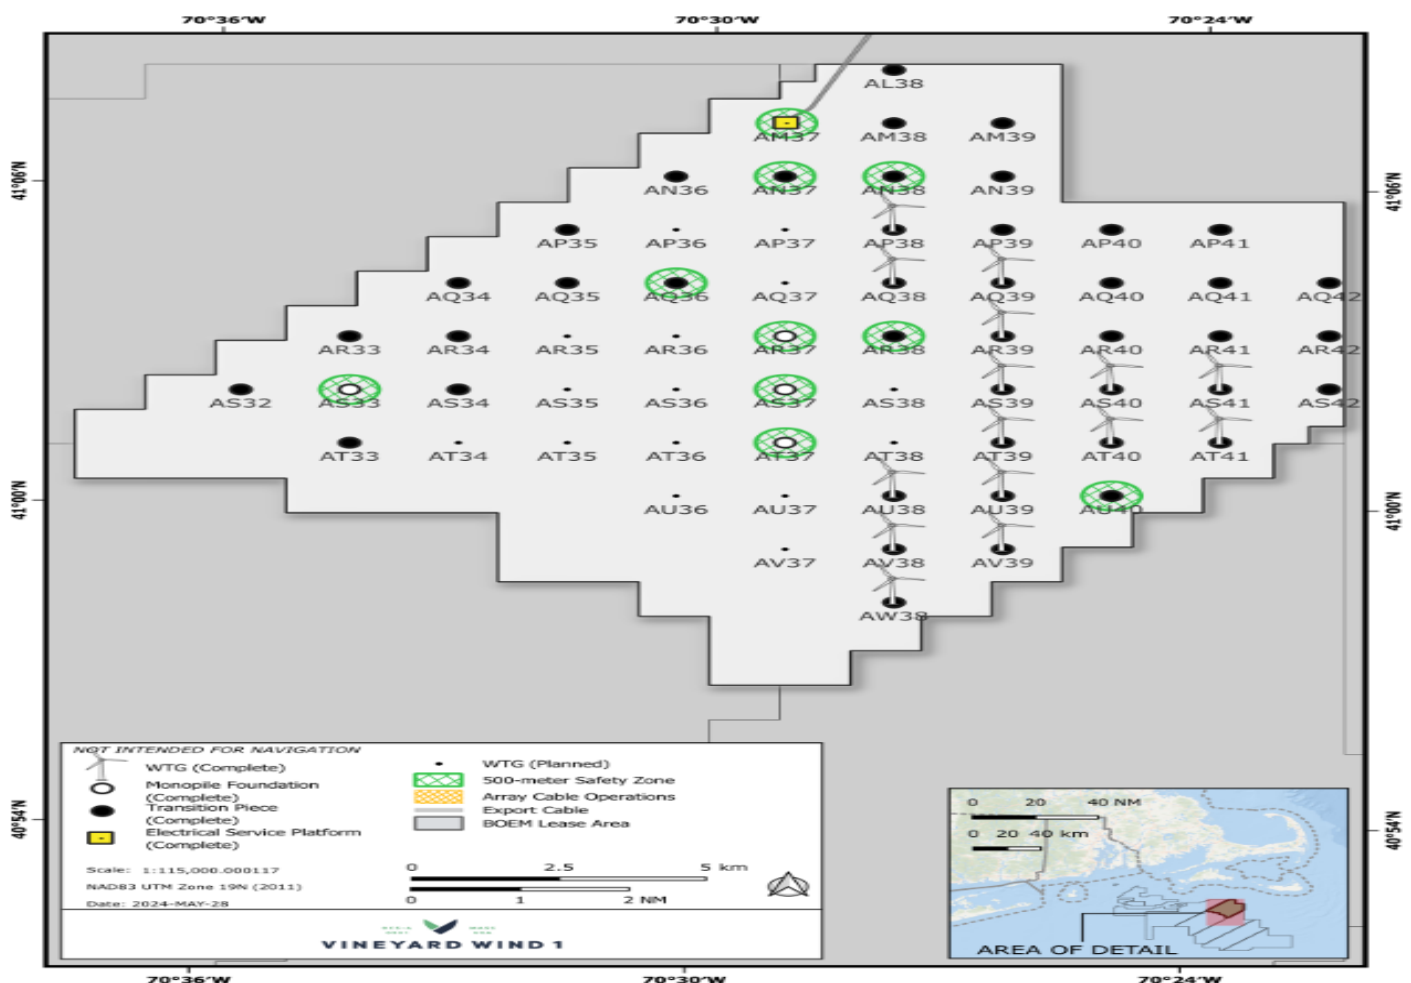 70°36'W 70°30'W 70°24'W
AL38
AM37 AM38 AM39
41°06'N 41°06'N
AN36 AN37 AN38 AN39
AP35 AP36 AP37 AP38 AP39 AP40 AP41
AQ34 AQ35 AQ36 AQ37 AQ38 AQ39 AQ40 AQ41 AQ42
AR33 AR34 AR35 AR36 AR37 AR38 AR39 AR40 AR41 AR42
AS32 AS33 AS34 AS35 AS36 AS37 AS38 AS39 AS40 AS41 AS42
AT33 AT34 AT35 AT36 AT37 AT38 AT39 AT40 AT41
41°00'N 41°00'N
AU36 AU37 AU38 AU39 AU40
AV37 AV38 AV39
AW38
NOT INTENDED FOR NAVIGATION
WTG (Complete)
Monopile Foundation
(Complete)
Transition Piece
(Complete)
Electrical Service Platform
(Complete)
WTG (Planned)
500-meter Safety Zone
Array Cable Operations
Export Cable
BOEM Lease Area
40°54'N 40°54'N
Scale: 1:115,000.000117
NAD83 UTM Zone 19N (2011)
Date: 2024-MAY-28
0 2.5 5 km
0 1 2 NM
VINEYARD WIND 1
0 20 40 NM
0 20 40 km
AREA OF DETAIL
70°36'W 70°30'W 70°24'W